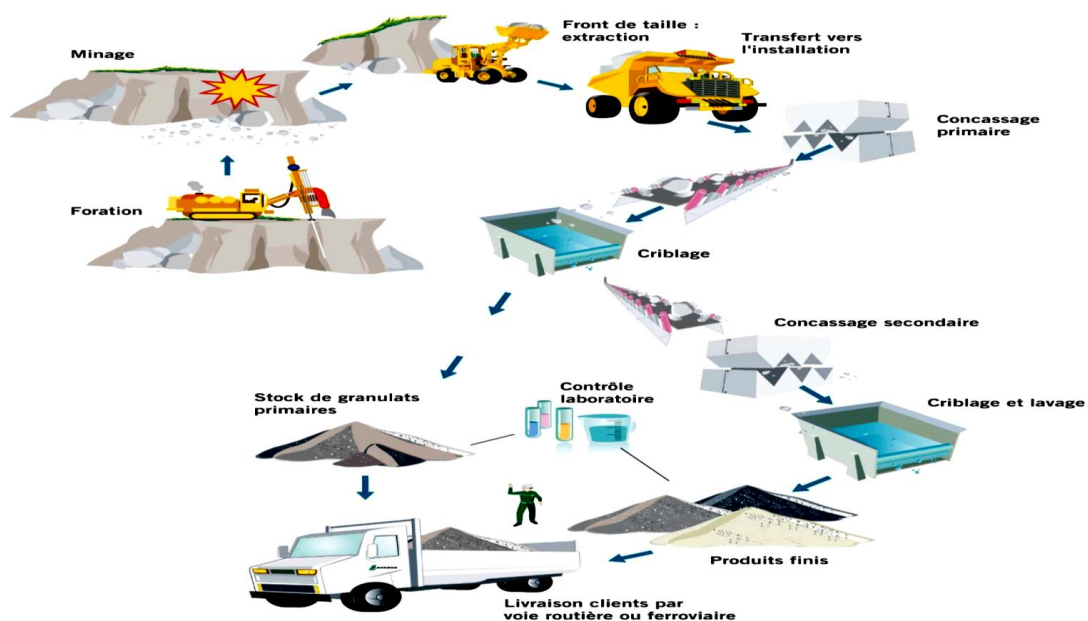 Minage
Front de taille :
extraction
Transfert vers
l'installation
Concassage
primaire
Foration
Criblage
Concassage secondaire
Stock de granulats
primaires
Contrôle
laboratoire
Criblage et lavage
Produits finis
Livraison clients par
voie routière ou ferroviaire